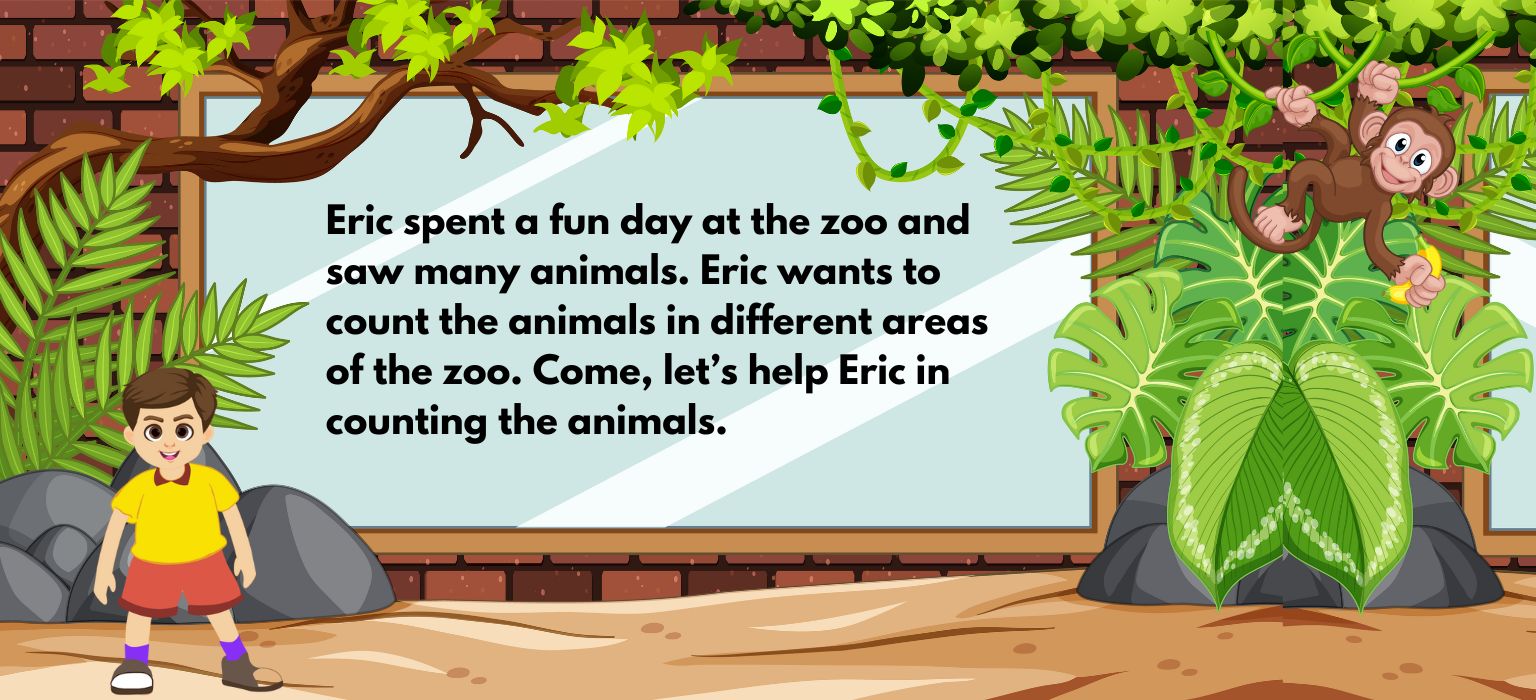 Eric spent a fun day at the zoo and
saw many animals. Eric wants to
count the animals in different areas
of the zoo. Come, let’s help Eric in
counting the animals.